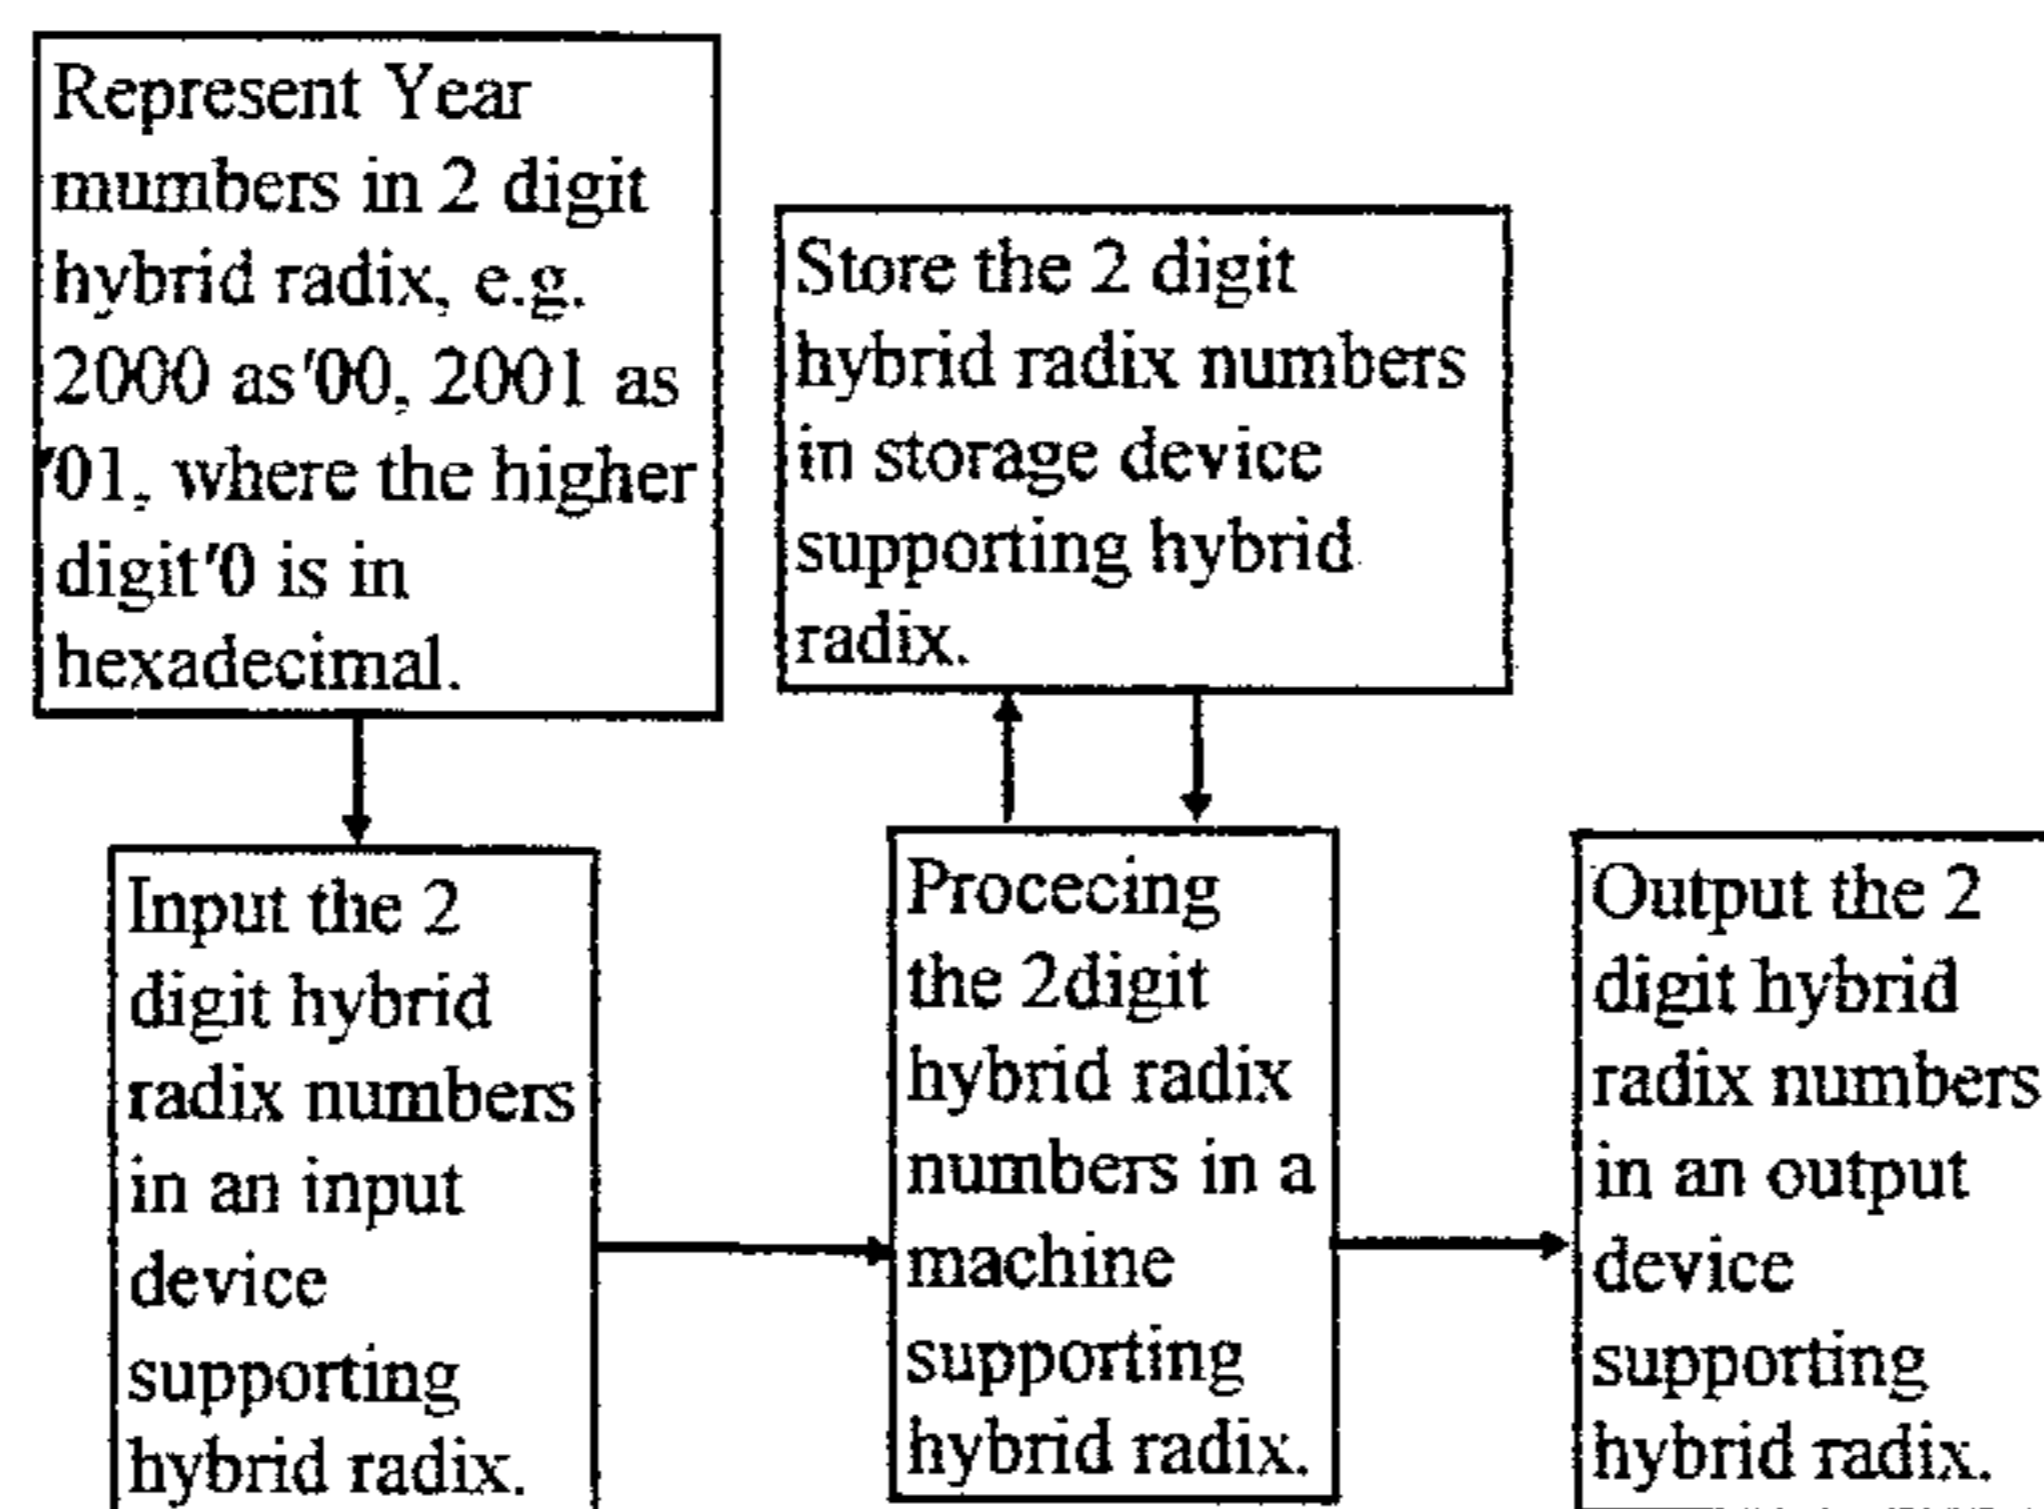 Represent Year
mumbers in 2 digit
hybrid radix, e.g.
2000 as '00, 2001 as
'01, where the higher
digit '0 is in
hexadecimal.
Store the 2 digit
hybrid radix numbers
in storage device
supporting hybrid
radix.
Input the 2
digit hybrid
radix numbers
in an input
device
supporting
hybrid radix.
Prococing
the 2digit
hybrid radix
numbers in a
machine
supporting
hybrid radix.
Output the 2
digit hybrid
radix numbers
in an output
device
supporting
hybrid radix.